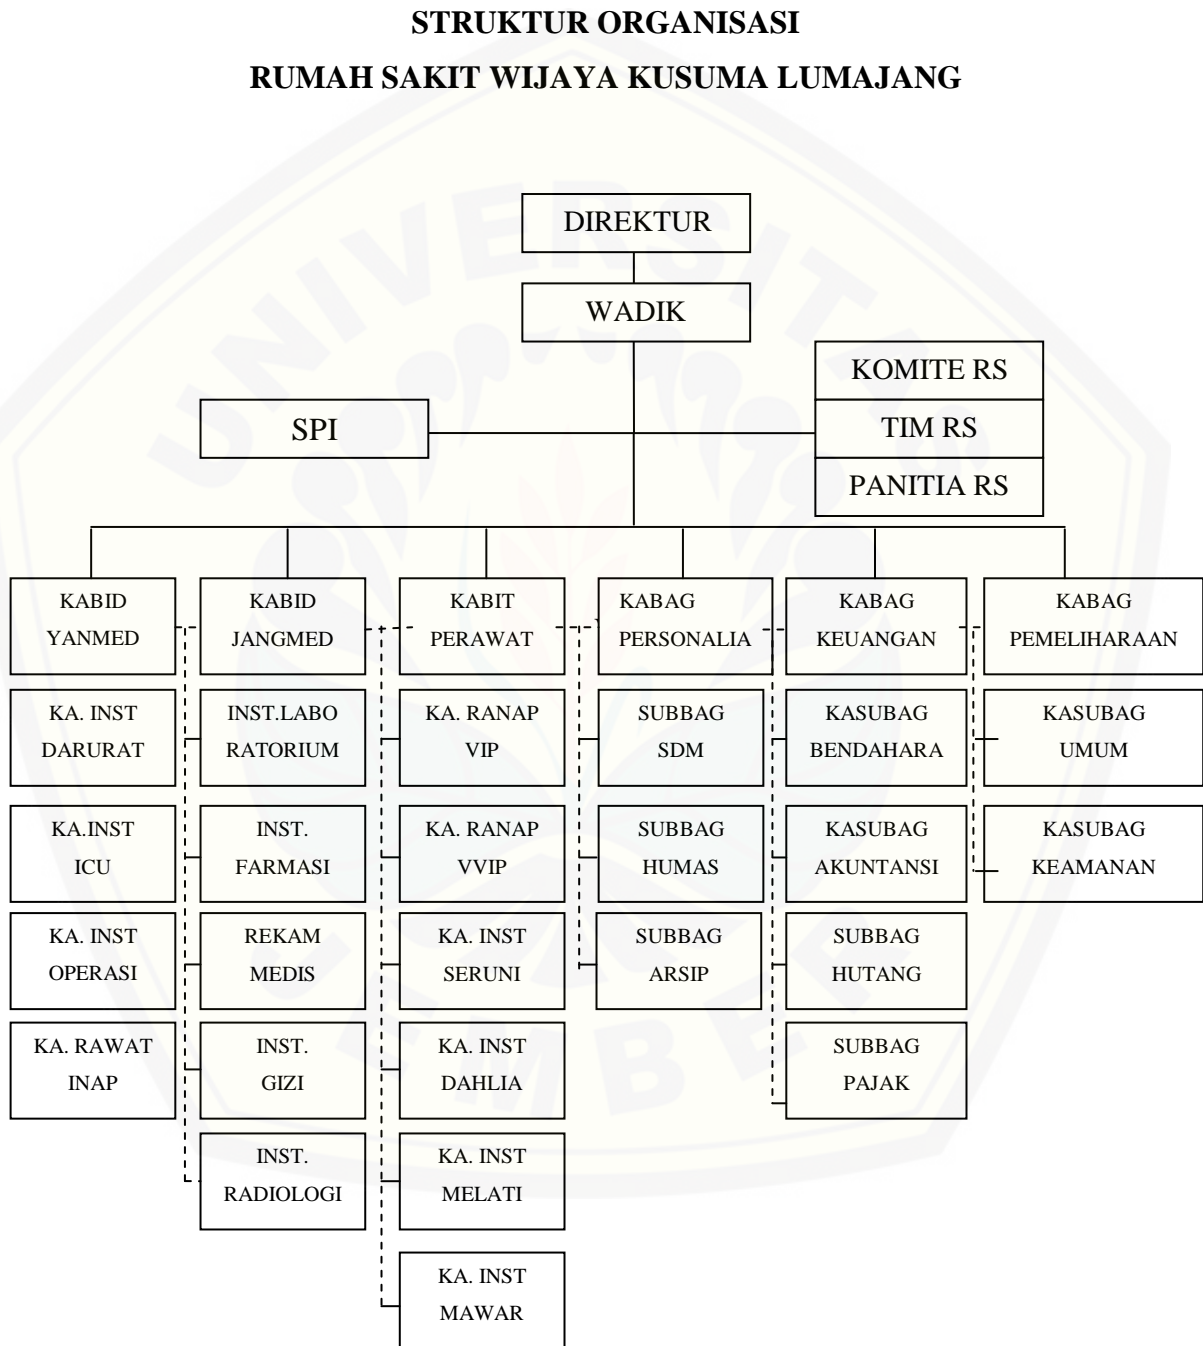 STRUKTUR ORGANISASI
RUMAH SAKIT WIJAYA KUSUMA LUMAJANG
UNIVERSITAS
JEMBER
DIREKTUR
WADIK
KOMITE RS
SPI
TIM RS
PANITIA RS
KABID
YANMED
KABID
JANGMED
KABIT
PERAWAT
KABAG
PERSONALIA
KABAG
KEUANGAN
KABAG
PEMELIHARAAN
KA. INST
DARURAT
INST.LABO
RATORIUM
KA. RANAP
VIP
SUBBAG
SDM
KASUBAG
BENDAHARA
KASUBAG
UMUM
KA.INST
ICU
INST.
FARMASI
KA. RANAP
VVIP
SUBBAG
HUMAS
KASUBAG
AKUNTANSI
KASUBAG
KEAMANAN
KA. INST
OPERASI
REKAM
MEDIS
KA. INST
SERUNI
SUBBAG
ARSIP
SUBBAG
HUTANG
KA. RAWAT
INAP
INST.
GIZI
KA. INST
DAHLIA
SUBBAG
PAJAK
INST.
RADIOLOGI
KA. INST
MELATI
KA. INST
MAWAR